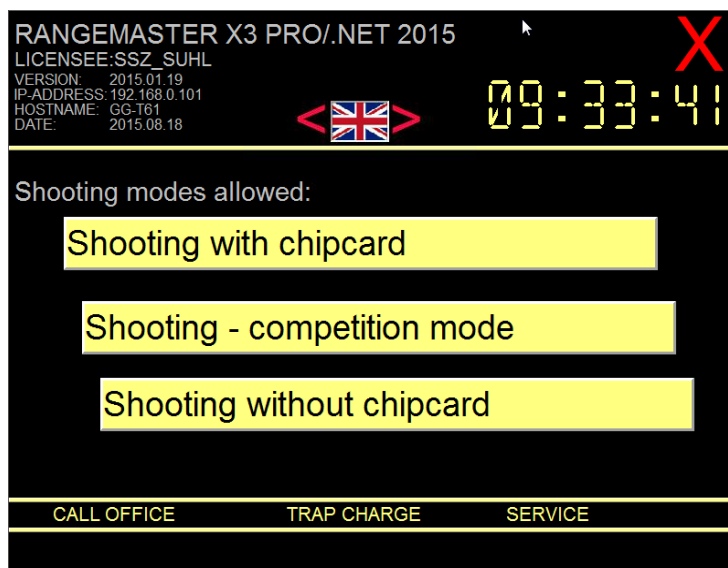 RANGEMASTER X3 PRO/.NET 2015
LICENSEE:SSZ_SUHL
VERSION: 2015.01.19
IP-ADDRESS: 192.168.0.101
HOSTNAME: GG-T61
DATE: 2015.08.18
< >
09:33:41
X
Shooting modes allowed:
Shooting with chipcard
Shooting - competition mode
Shooting without chipcard
CALL OFFICE TRAP CHARGE SERVICE